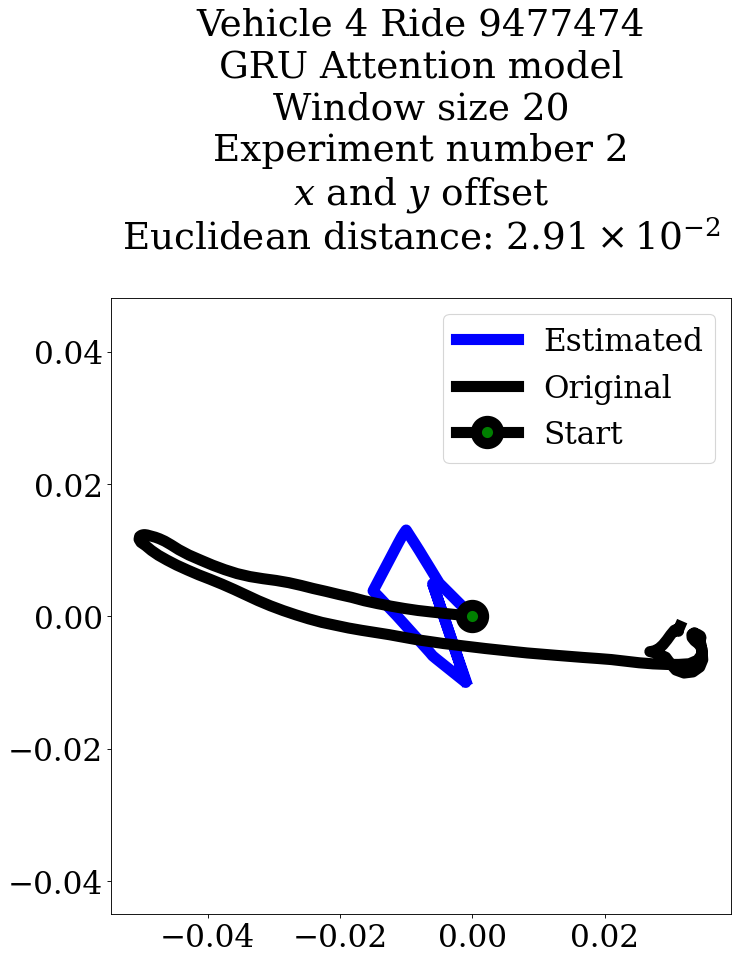 Vehicle 4 Ride 9477474
GRU Attention model
Window size 20
Experiment number 2
x and y offset
Euclidean distance: 2.91 × 10⁻²
Estimated
Original
Start
0.04
0.02
0.00
−0.02
−0.04
−0.04 −0.02 0.00 0.02